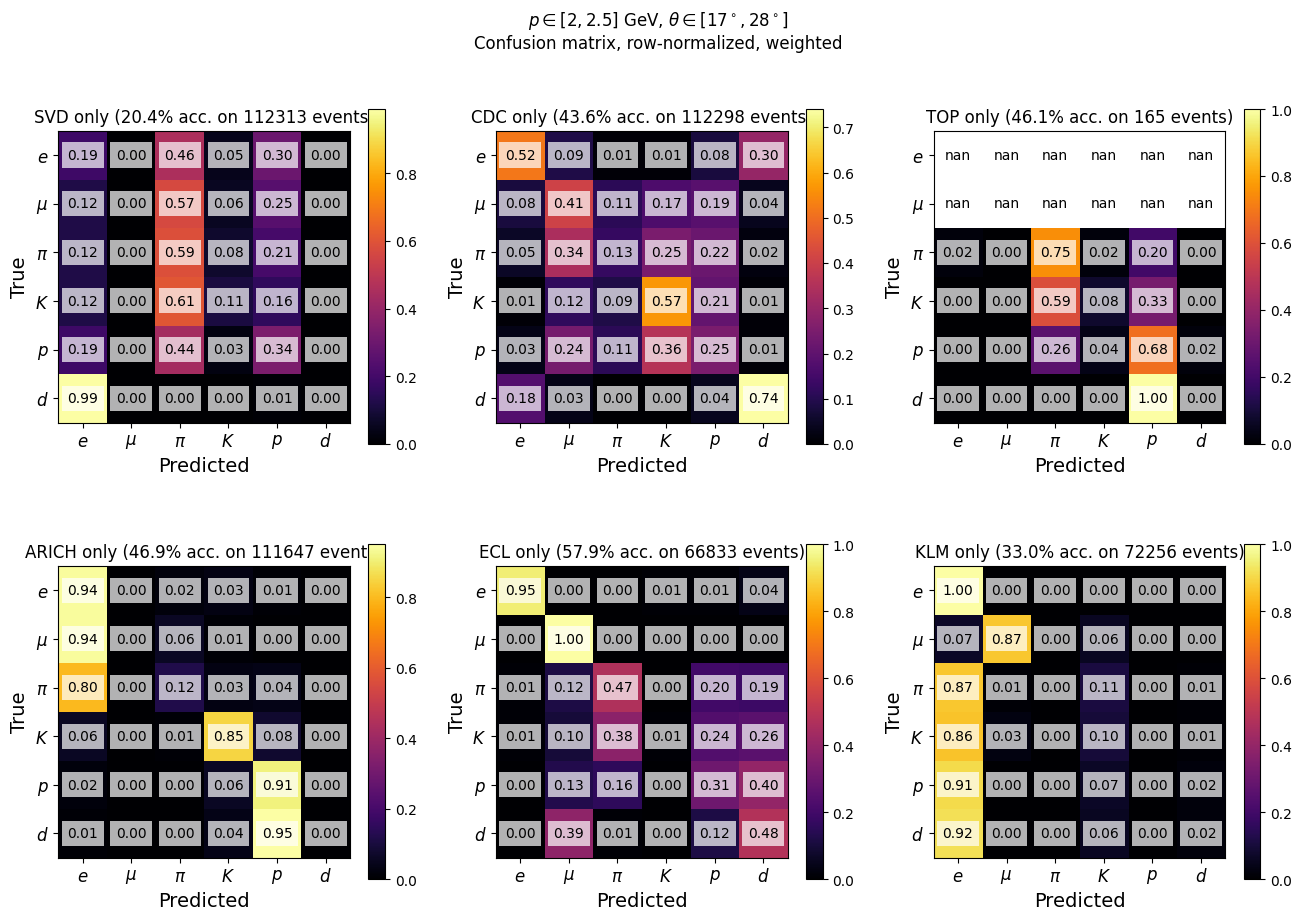 p ∈ [2, 2.5] GeV, θ ∈ [17°, 28°]
Confusion matrix, row-normalized, weighted
SVD only (20.4% acc. on 112313 events
e 0.19 0.00 0.46 0.05 0.30 0.00
μ 0.12 0.00 0.57 0.06 0.25 0.00
π 0.12 0.00 0.59 0.08 0.21 0.00
K 0.12 0.00 0.61 0.11 0.16 0.00
p 0.19 0.00 0.44 0.03 0.34 0.00
d 0.99 0.00 0.00 0.00 0.01 0.00
True
e μ π K p d
Predicted
0.8
0.6
0.4
0.2
0.0
CDC only (43.6% acc. on 112298 events
e 0.52 0.09 0.01 0.01 0.08 0.30
μ 0.08 0.41 0.11 0.17 0.19 0.04
π 0.05 0.34 0.13 0.25 0.22 0.02
K 0.01 0.12 0.09 0.57 0.21 0.01
p 0.03 0.24 0.11 0.36 0.25 0.01
d 0.18 0.03 0.00 0.00 0.04 0.74
True
e μ π K p d
Predicted
0.7
0.6
0.5
0.4
0.3
0.2
0.1
0.0
TOP only (46.1% acc. on 165 events)
e nan nan nan nan nan nan
μ nan nan nan nan nan nan
π 0.02 0.00 0.75 0.02 0.20 0.00
K 0.00 0.00 0.59 0.08 0.33 0.00
p 0.00 0.00 0.26 0.04 0.68 0.02
d 0.00 0.00 0.00 0.00 1.00 0.00
True
e μ π K p d
Predicted
1.0
0.8
0.6
0.4
0.2
0.0
ARICH only (46.9% acc. on 111647 event
e 0.94 0.00 0.02 0.03 0.01 0.00
μ 0.94 0.00 0.06 0.01 0.00 0.00
π 0.80 0.00 0.12 0.03 0.04 0.00
K 0.06 0.00 0.01 0.85 0.08 0.00
p 0.02 0.00 0.00 0.06 0.91 0.00
d 0.01 0.00 0.00 0.04 0.95 0.00
True
e μ π K p d
Predicted
0.8
0.6
0.4
0.2
0.0
ECL only (57.9% acc. on 66833 events)
e 0.95 0.00 0.00 0.01 0.01 0.04
μ 0.00 1.00 0.00 0.00 0.00 0.00
π 0.01 0.12 0.47 0.00 0.20 0.19
K 0.01 0.10 0.38 0.01 0.24 0.26
p 0.00 0.13 0.16 0.00 0.31 0.40
d 0.00 0.39 0.01 0.00 0.12 0.48
True
e μ π K p d
Predicted
1.0
0.8
0.6
0.4
0.2
0.0
KLM only (33.0% acc. on 72256 events)
e 1.00 0.00 0.00 0.00 0.00 0.00
μ 0.07 0.87 0.00 0.06 0.00 0.00
π 0.87 0.01 0.00 0.11 0.00 0.01
K 0.86 0.03 0.00 0.10 0.00 0.01
p 0.91 0.00 0.00 0.07 0.00 0.02
d 0.92 0.00 0.00 0.06 0.00 0.02
True
e μ π K p d
Predicted
1.0
0.8
0.6
0.4
0.2
0.0